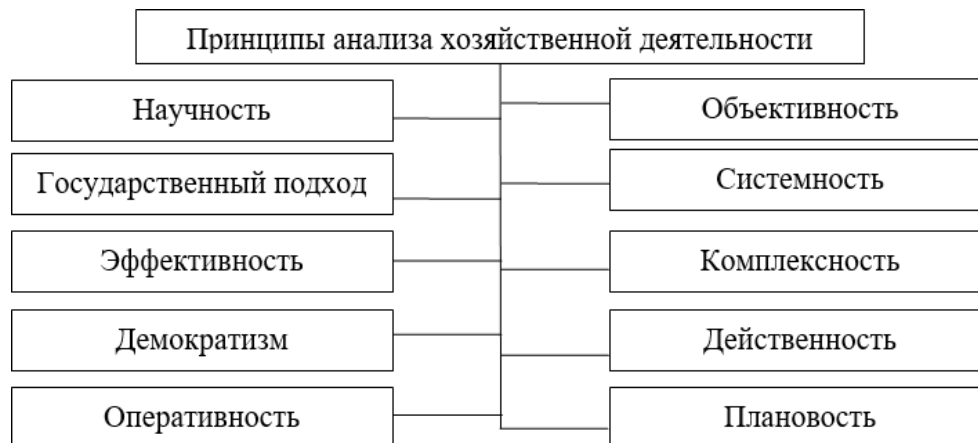 Принципы анализа хозяйственной деятельности
Научность
Объективность
Государственный подход
Системность
Эффективность
Комплексность
Демократизм
Действенность
Оперативность
Плановость